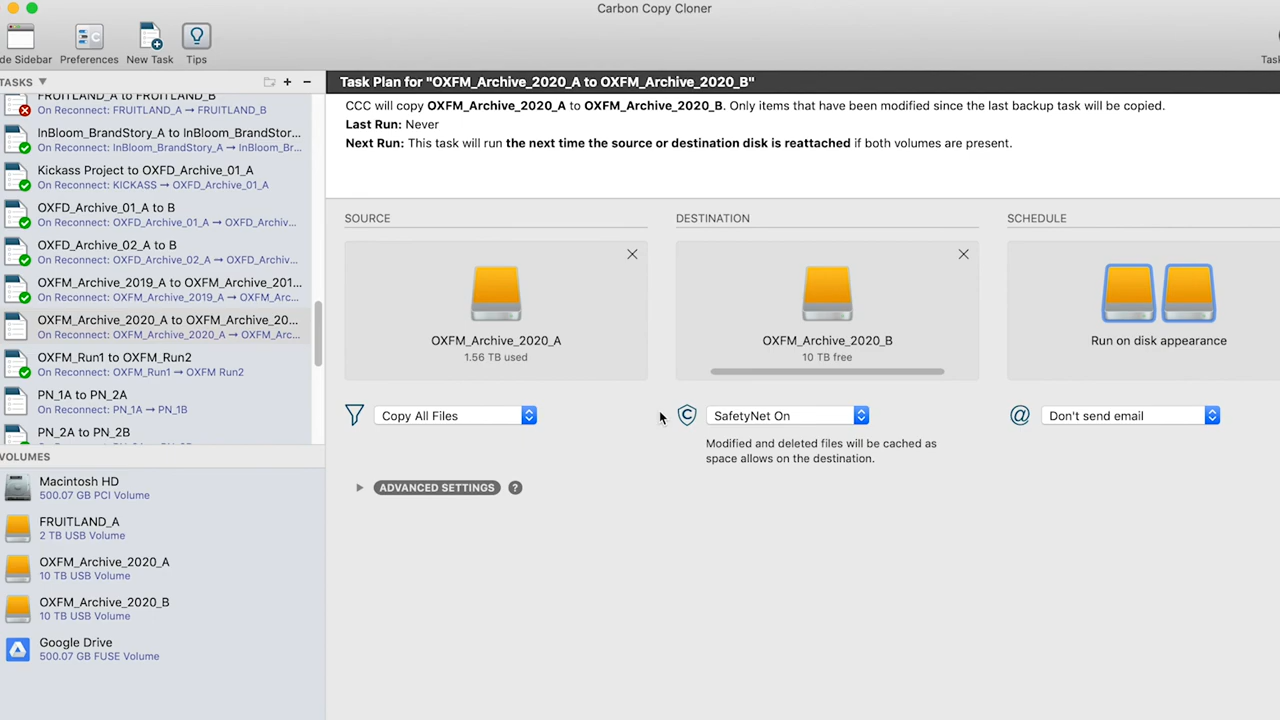 Carbon Copy Cloner
de Sidebar
Preferences
New Task
Tips
Task
TASKS
FRUITLAND_A to FRUITLAND_B
On Reconnect: FRUITLAND_A → FRUITLAND_B
InBloom_BrandStory_A to InBloom_BrandStor...
On Reconnect: InBloom_BrandStory_A → InBloom_Br...
Kickass Project to OXFD_Archive_01_A
On Reconnect: KICKASS → OXFD_Archive_01_A
OXFD_Archive_01_A to B
On Reconnect: OXFD_Archive_01_A → OXFD_Archiv...
OXFD_Archive_02_A to B
On Reconnect: OXFD_Archive_02_A → OXFD_Archiv...
OXFM_Archive_2019_A to OXFM_Archive_201...
On Reconnect: OXFM_Archive_2019_A → OXFM_Arc...
OXFM_Archive_2020_A to OXFM_Archive_20...
On Reconnect: OXFM_Archive_2020_A → OXFM_Arc...
OXFM_Run1 to OXFM_Run2
On Reconnect: OXFM_Run1 → OXFM Run2
PN_1A to PN_2A
On Reconnect: PN_1A → PN_1B
PN_2A to PN_2B
VOLUMES
Macintosh HD
500.07 GB PCI Volume
FRUITLAND_A
2 TB USB Volume
OXFM_Archive_2020_A
10 TB USB Volume
OXFM_Archive_2020_B
10 TB USB Volume
Google Drive
500.07 GB FUSE Volume
Task Plan for "OXFM_Archive_2020_A to OXFM_Archive_2020_B"
CCC will copy OXFM_Archive_2020_A to OXFM_Archive_2020_B. Only items that have been modified since the last backup task will be copied.
Last Run: Never
Next Run: This task will run the next time the source or destination disk is reattached if both volumes are present.
SOURCE
OXFM_Archive_2020_A
1.56 TB used
Copy All Files
DESTINATION
OXFM_Archive_2020_B
10 TB free
SafetyNet On
Modified and deleted files will be cached as
space allows on the destination.
SCHEDULE
Run on disk appearance
Don't send email
ADVANCED SETTINGS ?